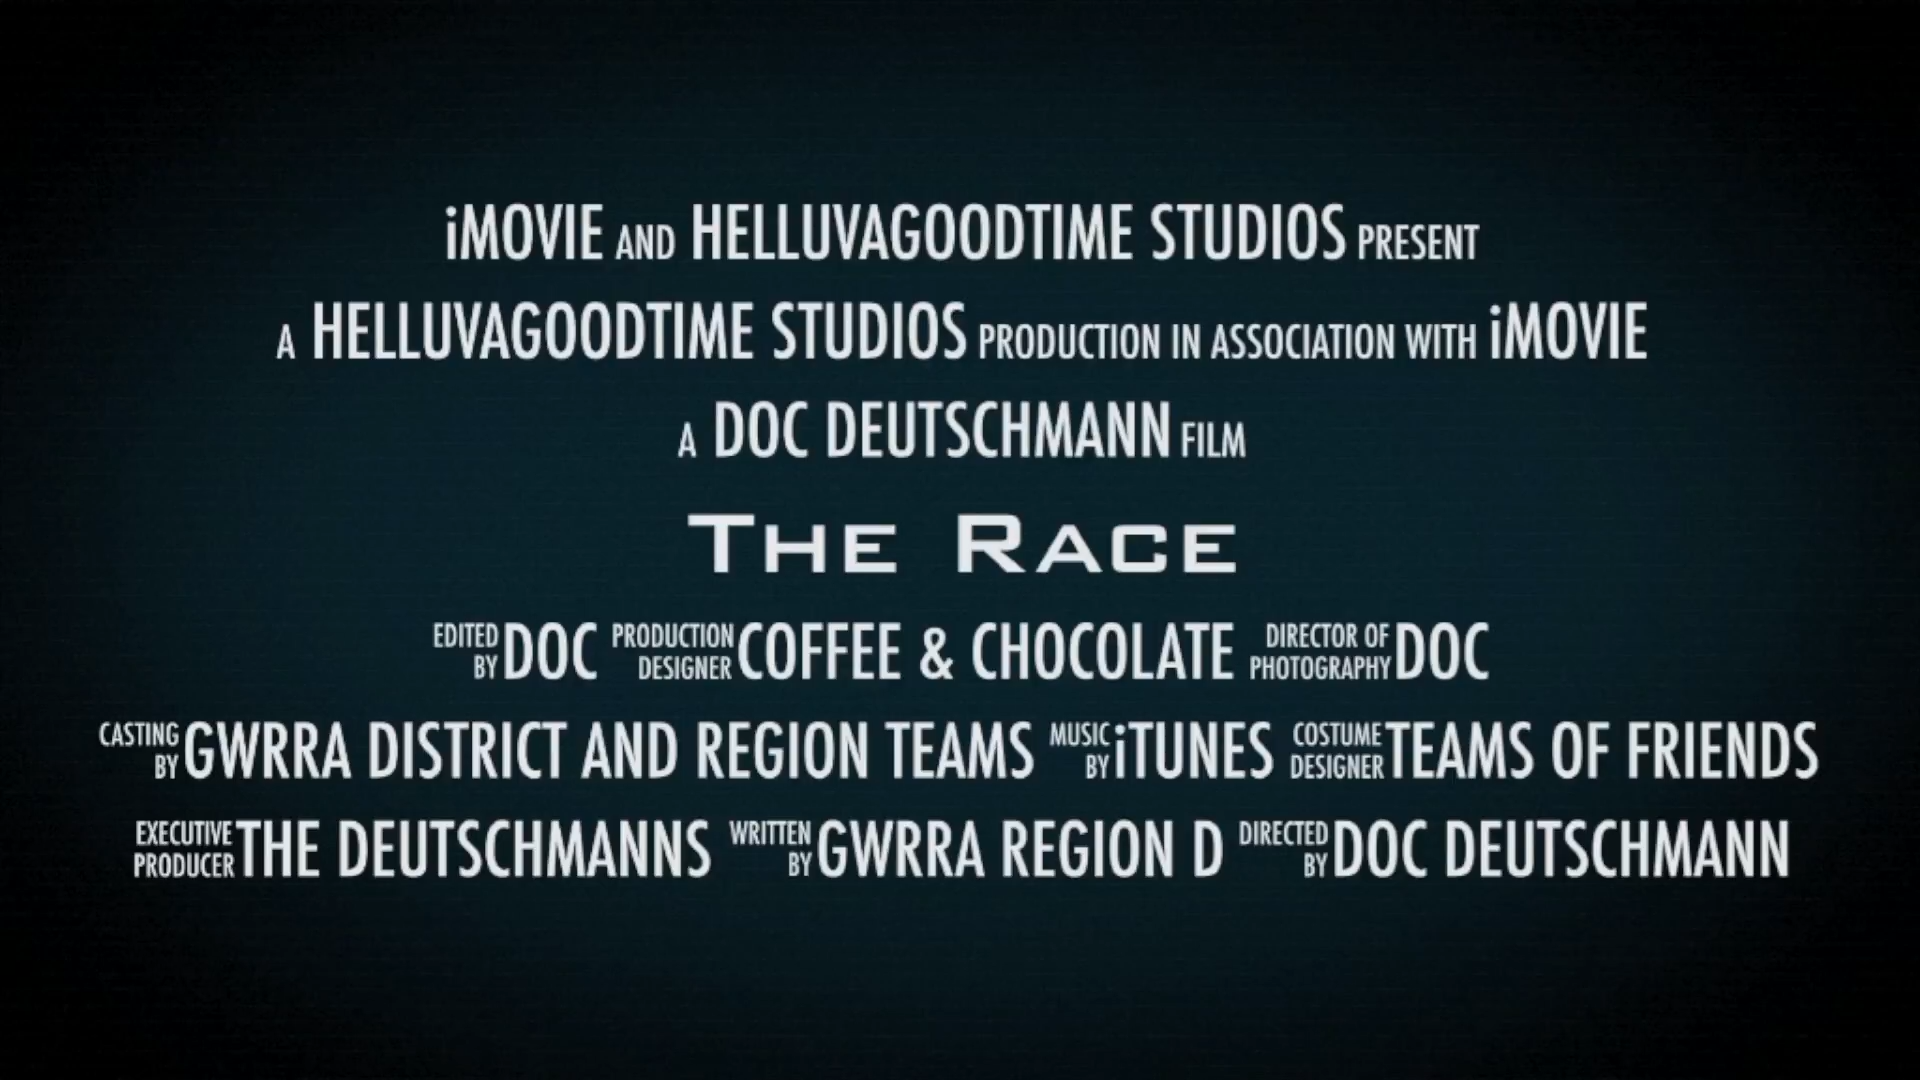 iMOVIE AND HELLUVAGOODTIME STUDIOS PRESENT
A HELLUVAGOODTIME STUDIOS PRODUCTION IN ASSOCIATION WITH iMOVIE
A DOC DEUTSCHMANN FILM
THE RACE
EDITED BY DOC PRODUCTION DESIGNER COFFEE & CHOCOLATE DIRECTOR OF PHOTOGRAPHY DOC
CASTING BY GWRRA DISTRICT AND REGION TEAMS MUSIC BY iTUNES COSTUME DESIGNER TEAMS OF FRIENDS
EXECUTIVE PRODUCER THE DEUTSCHMANNS WRITTEN BY GWRRA REGION D DIRECTED BY DOC DEUTSCHMANN